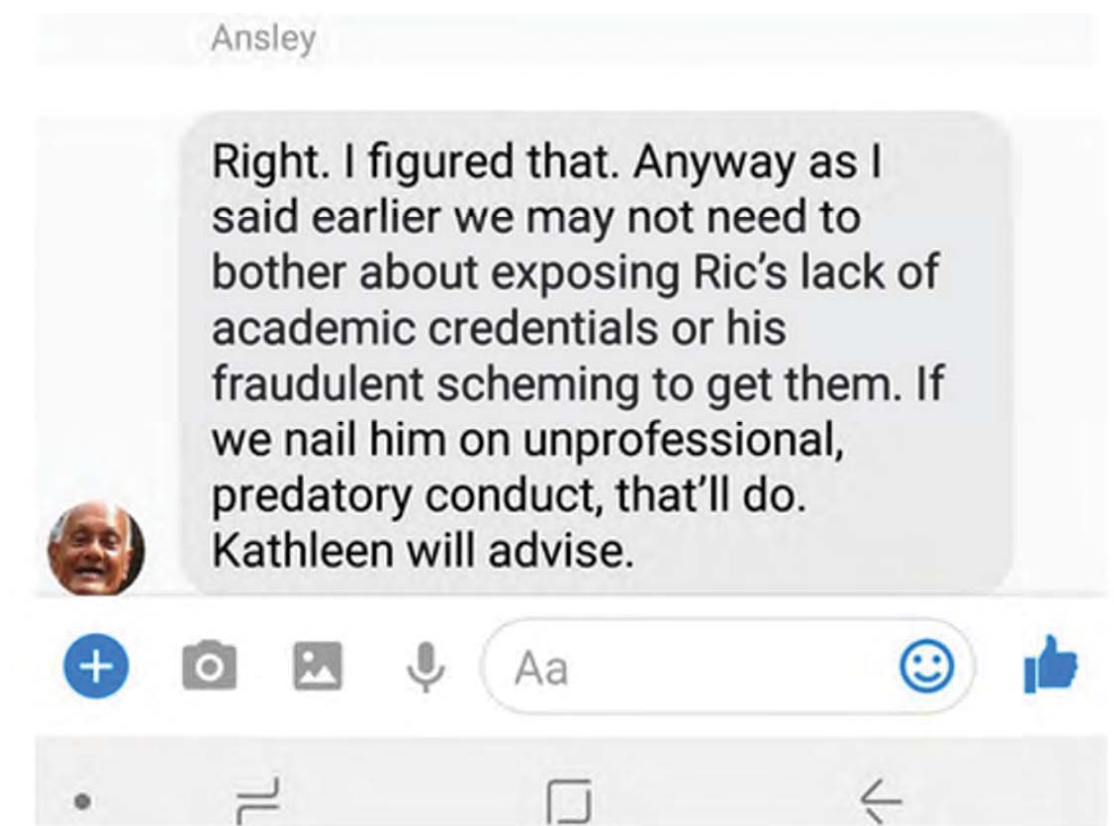 Ansley
Right. I figured that. Anyway as I
said earlier we may not need to
bother about exposing Ric’s lack of
academic credentials or his
fraudulent scheming to get them. If
we nail him on unprofessional,
predatory conduct, that’ll do.
Kathleen will advise.
Aa